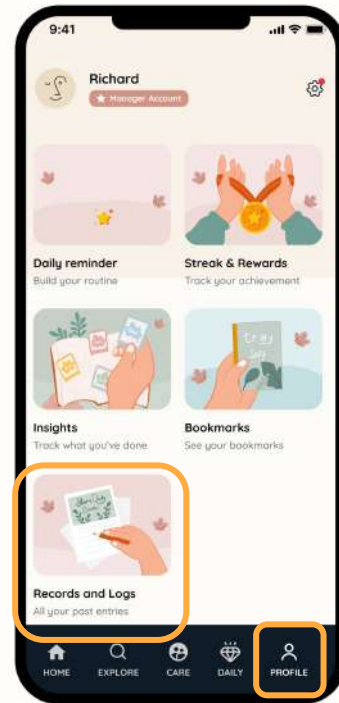 9:41
Richard
Manager Account
Daily reminder
Build your routine
Streak & Rewards
Track your achievement
Insights
Track what you've done
Bookmarks
See your bookmarks
Records and Logs
All your past entries
HOME
EXPLORE
CARE
DAILY
PROFILE